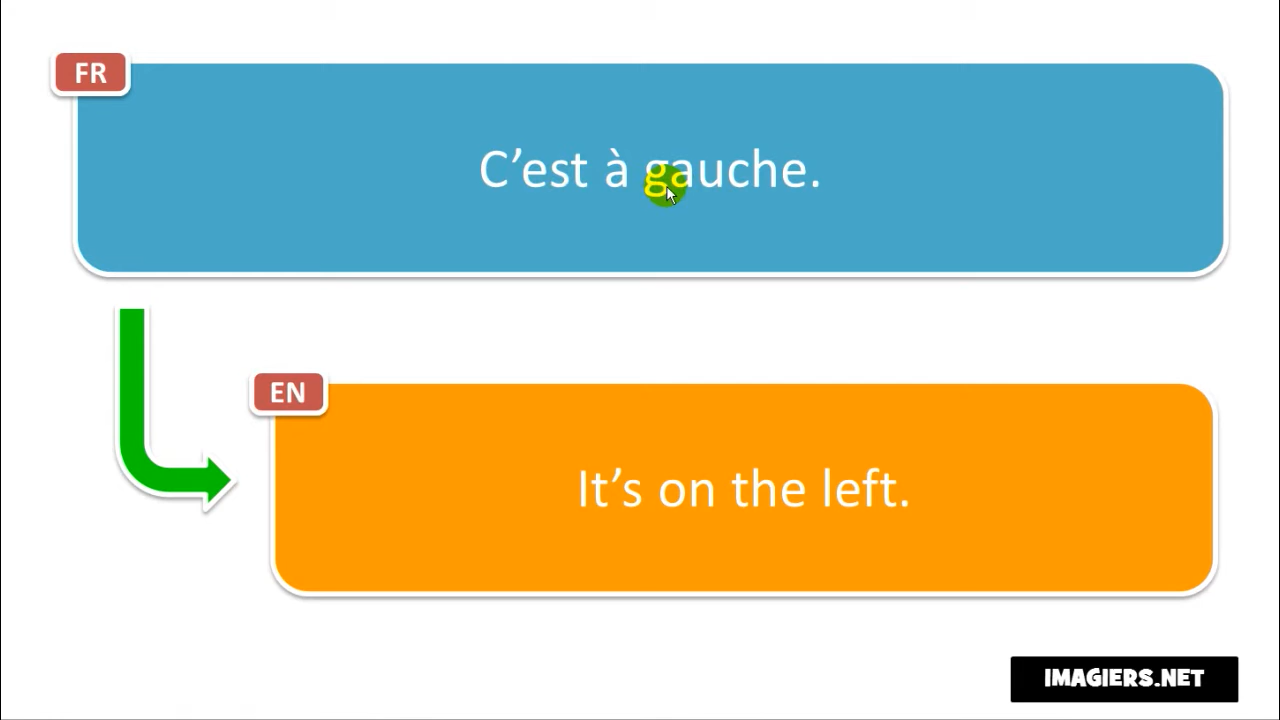 FR
C’est à gauche.
EN
It’s on the left.
IMAGIERS.NET